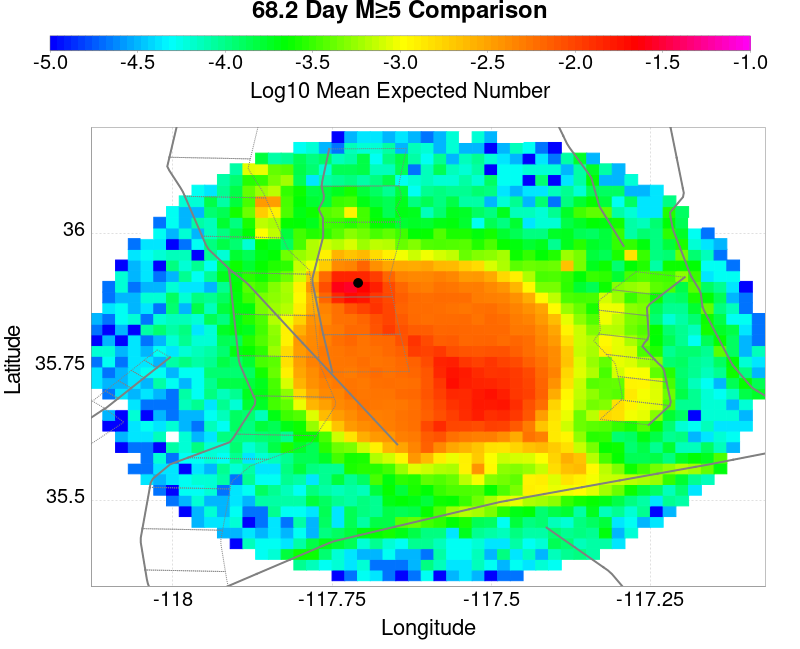 68.2 Day M≥5 Comparison
-5.0 -4.5 -4.0 -3.5 -3.0 -2.5 -2.0 -1.5 -1.0
Log10 Mean Expected Number
36
35.75
35.5
Latitude
-118 -117.75 -117.5 -117.25
Longitude